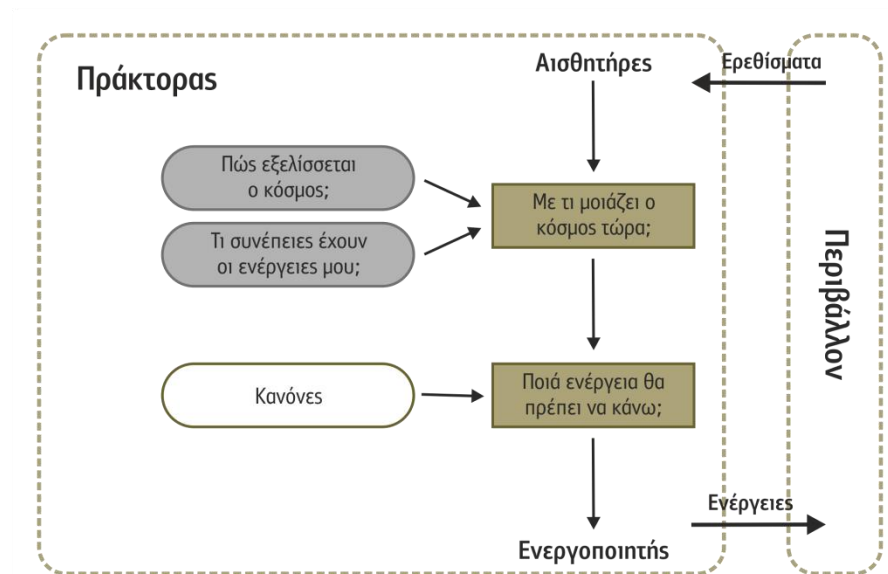 Πράκτορας
Αισθητήρες
Ερεθίσματα
Πώς εξελίσσεται
ο κόσμος;
Τι συνέπειες έχουν
οι ενέργειες μου;
Με τι μοιάζει ο
κόσμος τώρα;
Περιβάλλον
Κανόνες
Ποιά ενέργεια θα
πρέπει να κάνω;
Ενέργειες
Ενεργοποιητής